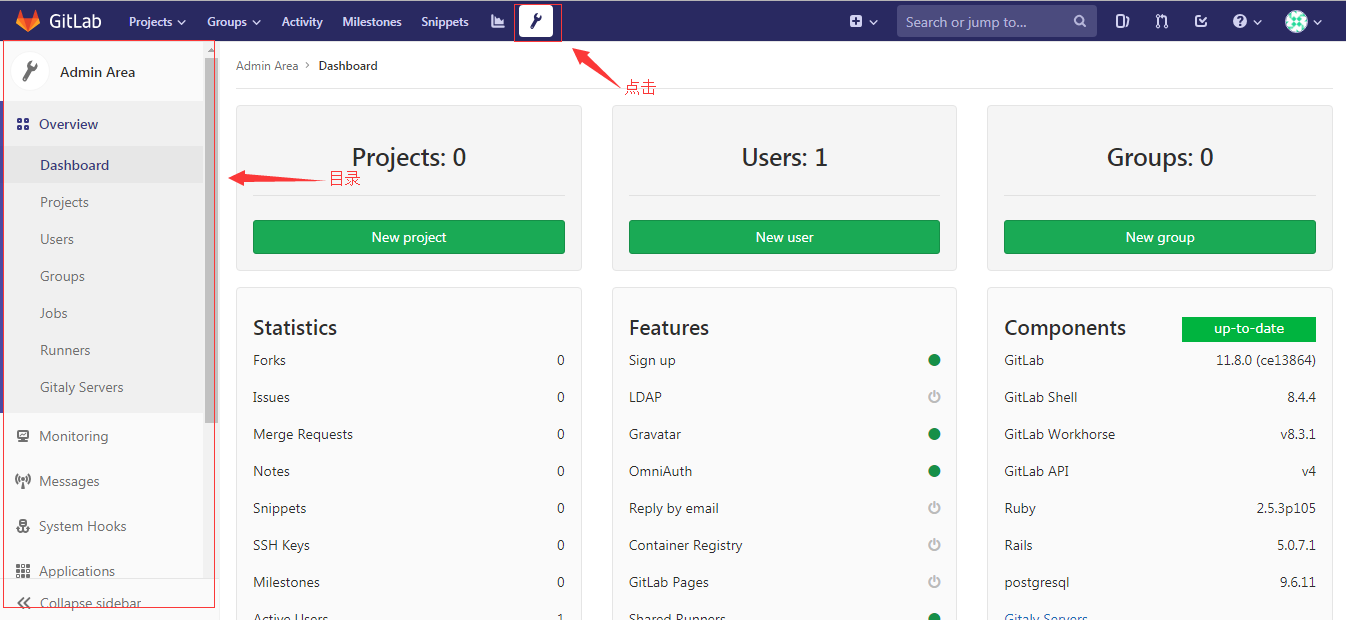 GitLab Projects Groups Activity Milestones Snippets Search or jump to...
点击
Admin Area
Overview
Dashboard
Projects
Users
Groups
Jobs
Runners
Gitaly Servers
Monitoring
Messages
System Hooks
Applications
Collapse sidebar
目录
Admin Area › Dashboard
Projects: 0
New project
Users: 1
New user
Groups: 0
New group
Statistics
Forks 0
Issues 0
Merge Requests 0
Notes 0
Snippets 0
SSH Keys 0
Milestones 0
Active Users 1
Features
Sign up
LDAP
Gravatar
OmniAuth
Reply by email
Container Registry
GitLab Pages
Shared Runners
Components up-to-date
GitLab 11.8.0 (ce13864)
GitLab Shell 8.4.4
GitLab Workhorse v8.3.1
GitLab API v4
Ruby 2.5.3p105
Rails 5.0.7.1
postgresql 9.6.11
Gitaly Servers